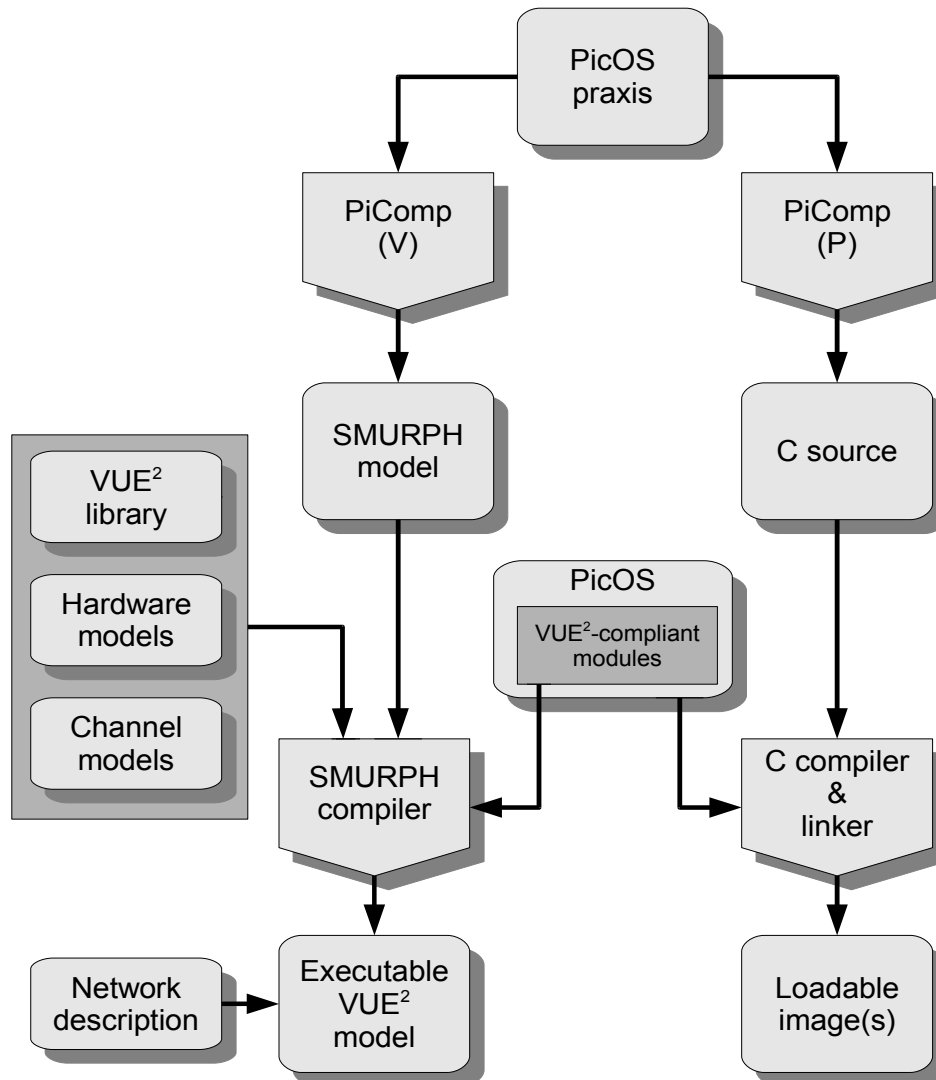 PicOS
praxis
PiComp
(V)
PiComp
(P)
SMURPH
model
C source
VUE²
library
Hardware
models
Channel
models
PicOS
VUE²-compliant
modules
SMURPH
compiler
C compiler
&
linker
Network
description
Executable
VUE²
model
Loadable
image(s)